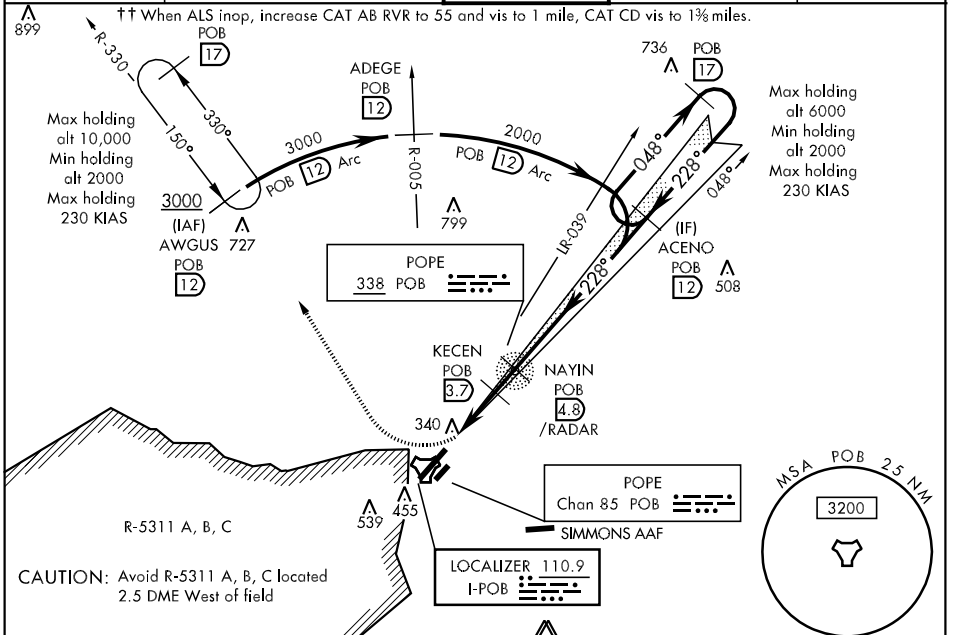 †† When ALS inop, increase CAT AB RVR to 55 and vis to 1 mile, CAT CD vis to 1⅜ miles.
899
R-330
POB
17
330°
150°
Max holding
alt 10,000
Min holding
alt 2000
Max holding
230 KIAS
3000
(IAF)
AWGUS
POB
12
727
3000
POB 12 Arc
ADEGE
POB
12
R-005
2000
POB 12 Arc
799
736
POB
17
048°
228°
048°
Max holding
alt 6000
Min holding
alt 2000
Max holding
230 KIAS
LR-039
228°
(IF)
ACENO
POB
12
508
POPE
338 POB
KECEN
POB
3.7
NAYIN
POB
4.8
/RADAR
340
POPE
Chan 85 POB
SIMMONS AAF
539
455
R-5311 A, B, C
CAUTION: Avoid R-5311 A, B, C located
2.5 DME West of field
LOCALIZER 110.9
I-POB
MSA POB 25 NM
3200